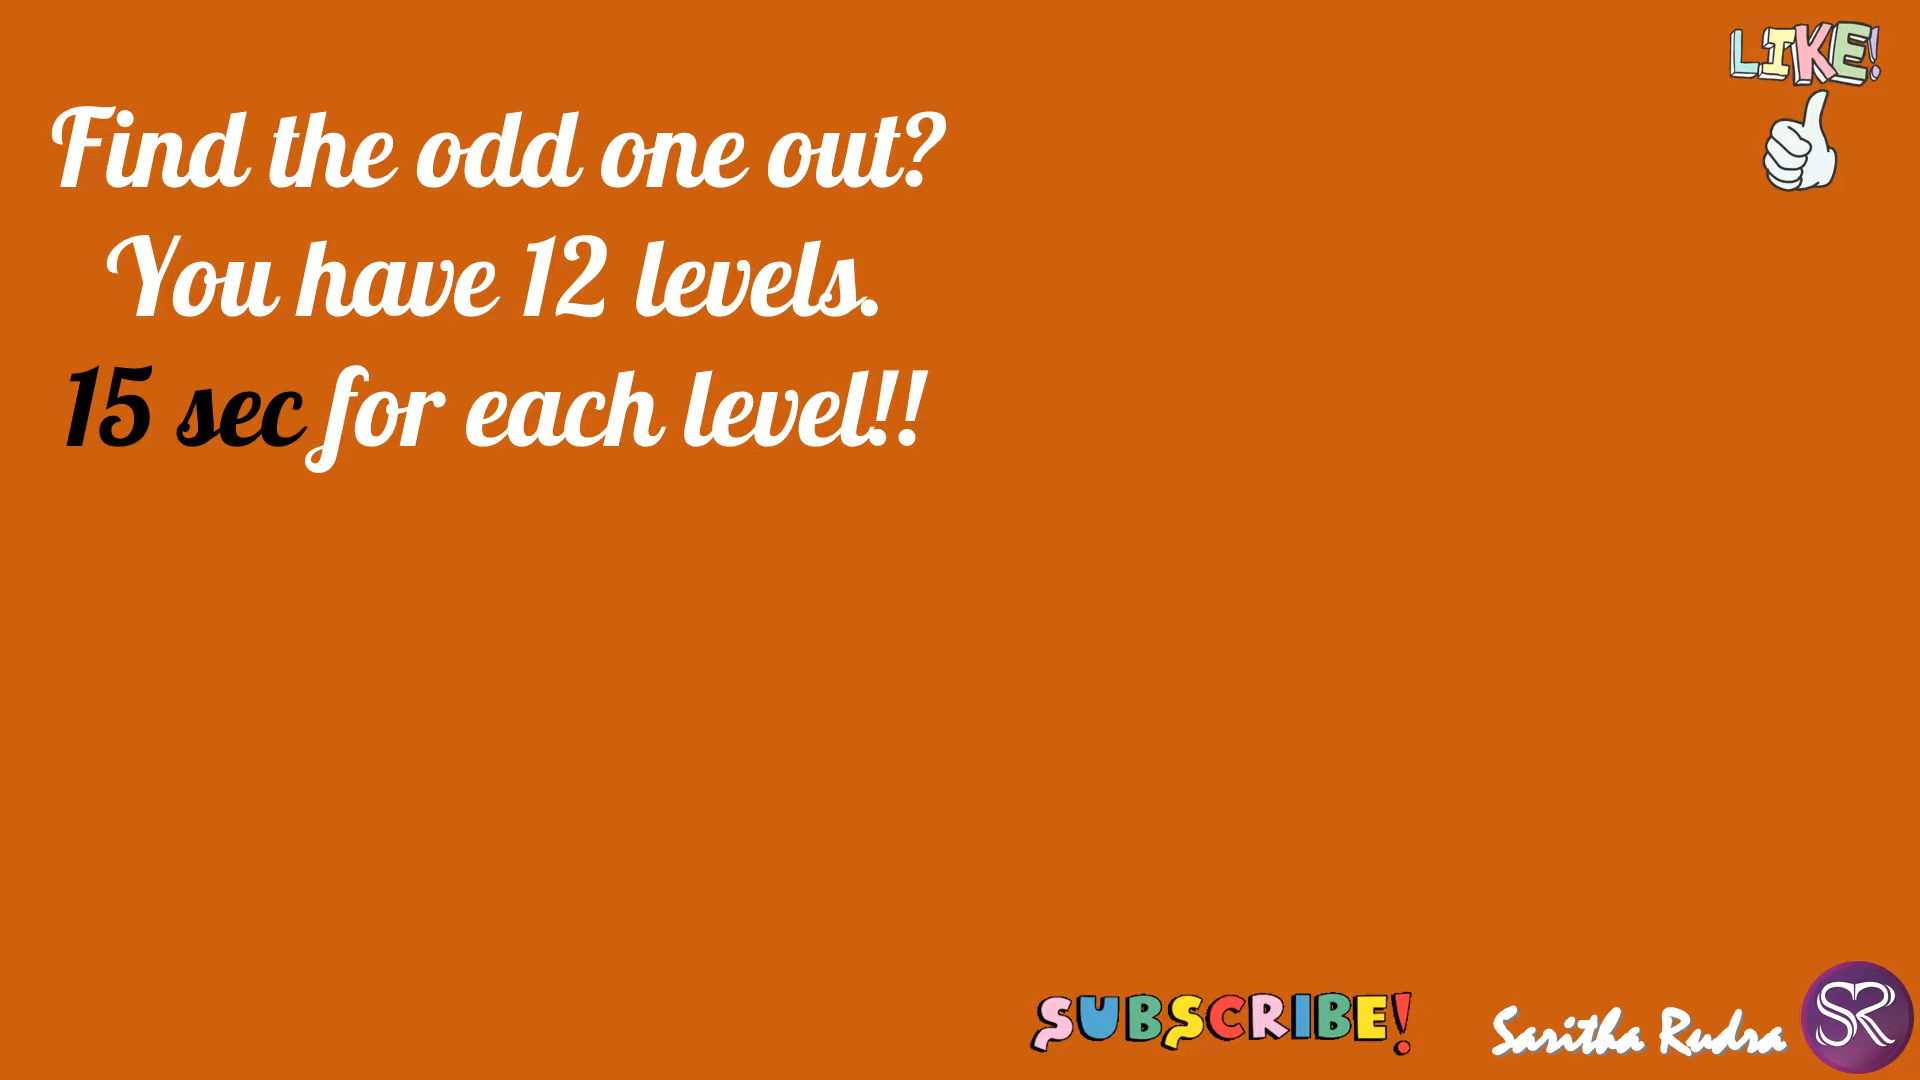 LIKE!
Find the odd one out?
You have 12 levels.
15 sec for each level!!
SUBSCRIBE!
Saritha Rudra
SR